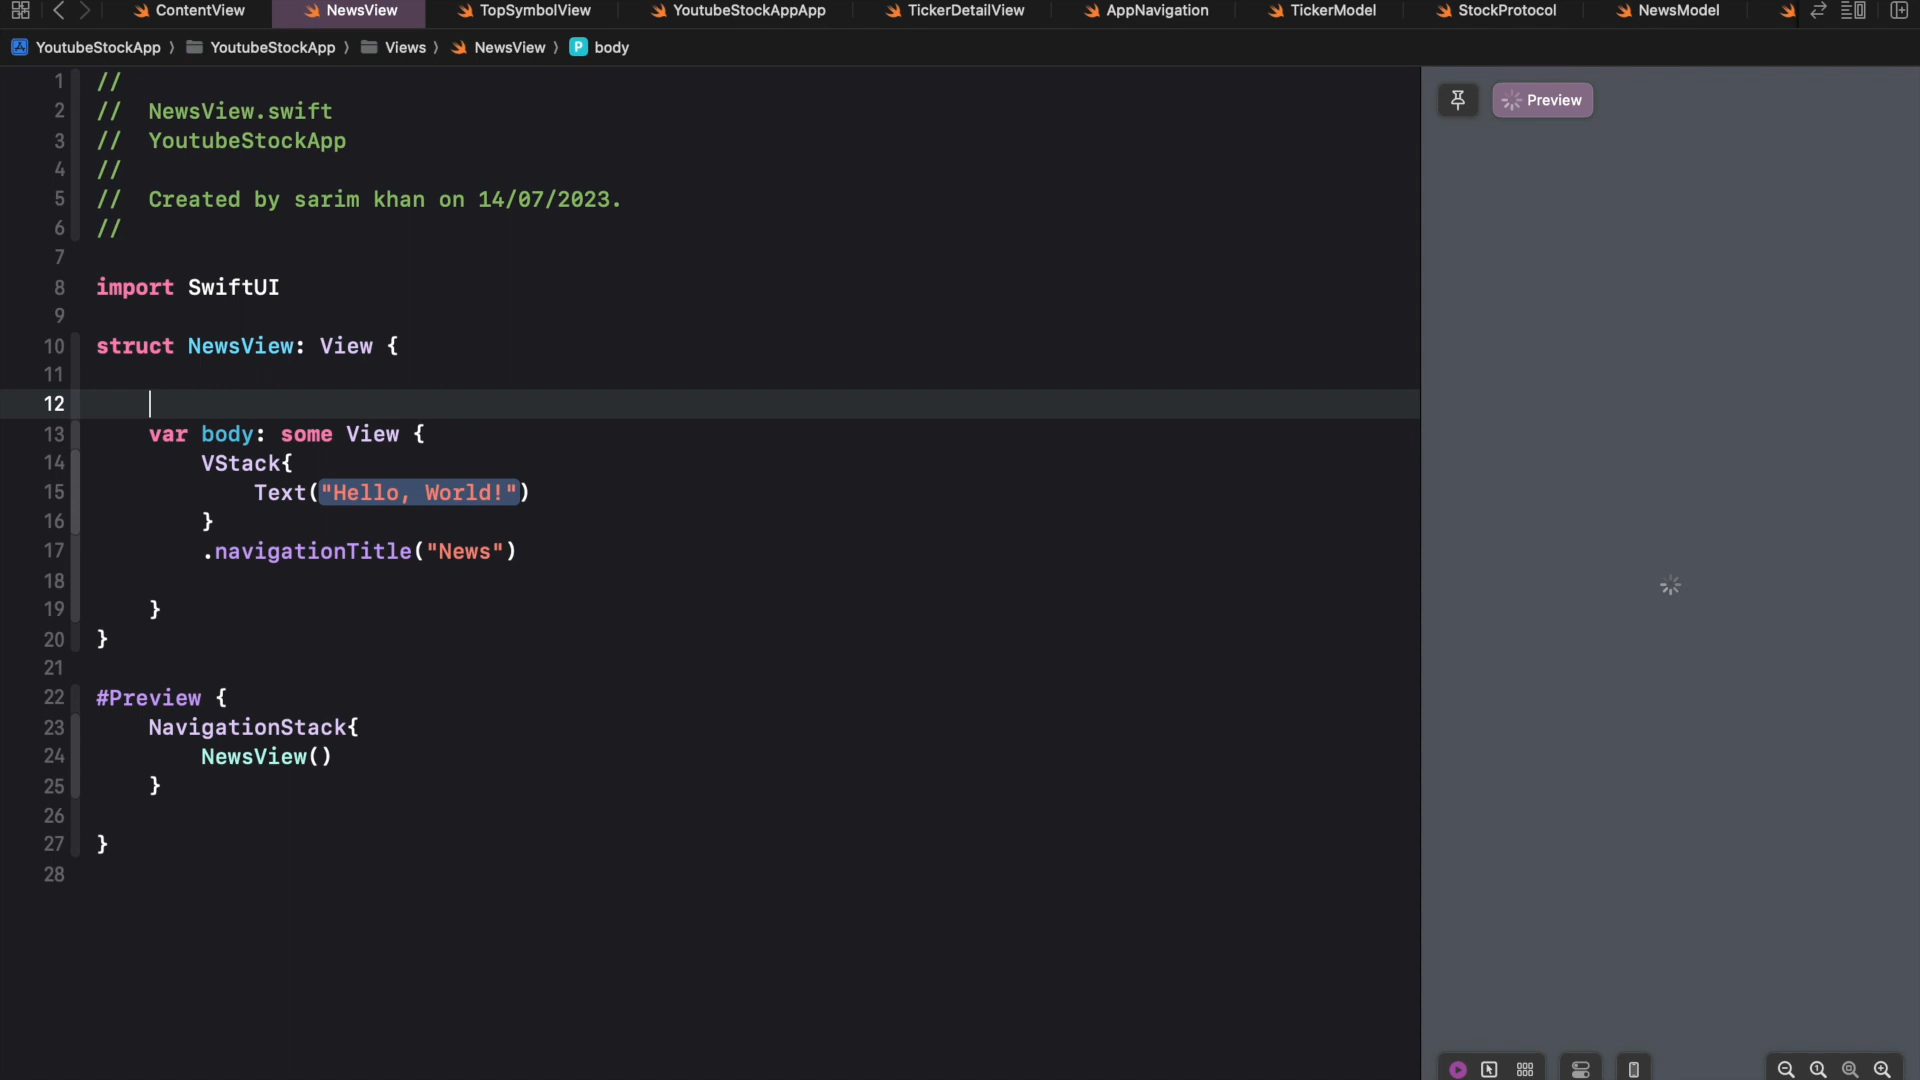 ContentView NewsView TopSymbolView YoutubeStockAppApp TickerDetailView AppNavigation TickerModel StockProtocol NewsModel
YoutubeStockApp YoutubeStockApp Views NewsView P body
1 //
2 //  NewsView.swift
3 //  YoutubeStockApp
4 //
5 //  Created by sarim khan on 14/07/2023.
6 //
7
8 import SwiftUI
9
10 struct NewsView: View {
11
12
13 var body: some View {
14 VStack{
15 Text("Hello, World!")
16 }
17 .navigationTitle("News")
18
19 }
20 }
21
22 #Preview {
23 NavigationStack{
24 NewsView()
25 }
26
27 }
28
Preview